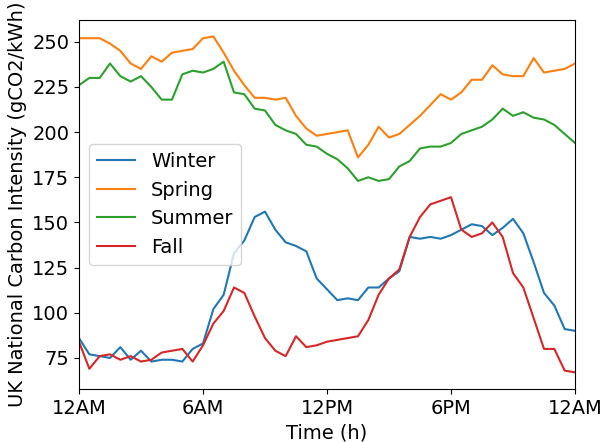 UK National Carbon Intensity (gCO2/kWh)
250
225
200
175
150
125
100
75
Winter
Spring
Summer
Fall
12AM 6AM 12PM 6PM 12AM
Time (h)